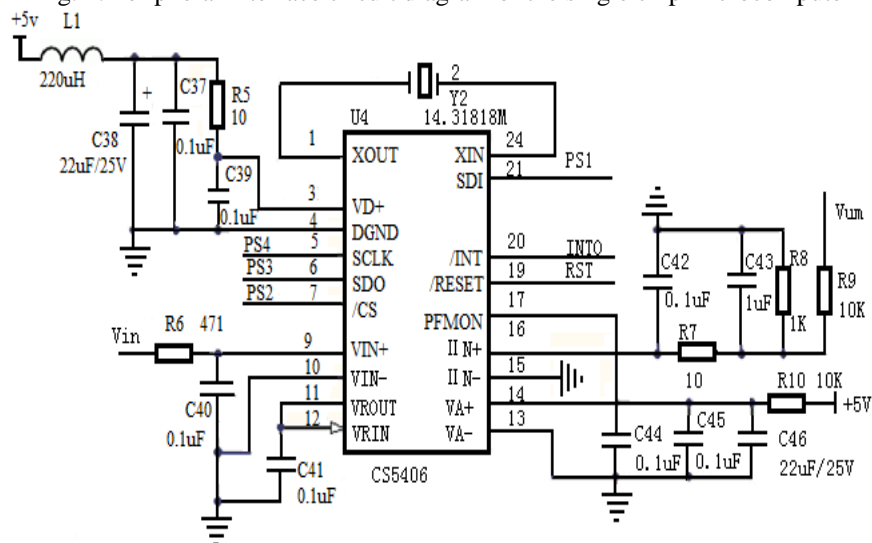 +5v
L1
220uH
C38
22uF/25V
+
C37
0.1uF
R5
10
C39
0.1uF
2
Y2
14.31818M
U4
1
XOUT
XIN
24
SDI
21
PS1
3
VD+
4
DGND
PS4
5
SCLK
PS3
6
SDO
PS2
7
/CS
/INT
20
INTO
/RESET
19
RST
17
PFMON
16
Vin
R6
471
9
VIN+
IIN+
10
VIN-
IIN-
15
11
VROUT
VA+
14
12
VRIN
VA-
13
C40
0.1uF
C41
0.1uF
CS5406
C42
0.1uF
C43
1uF
R8
1K
Vum
R9
10K
R7
10
R10
10K
+5V
C44
0.1uF
C45
0.1uF
C46
22uF/25V